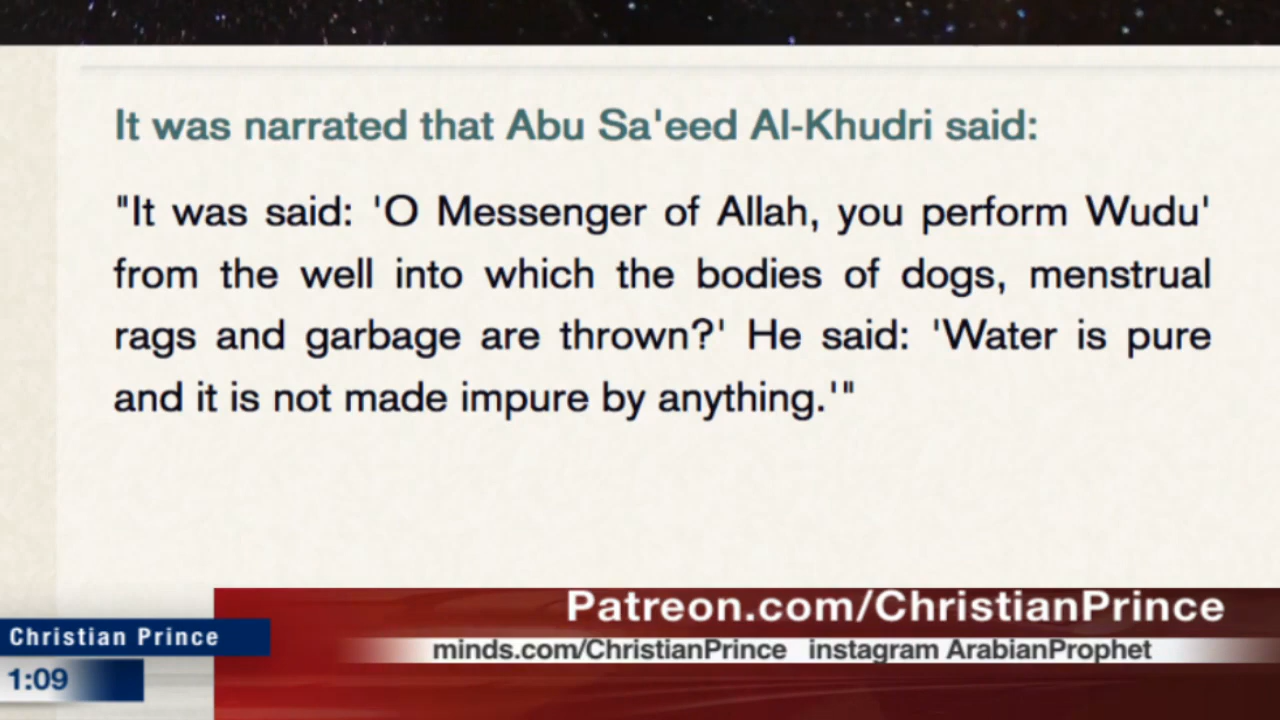 It was narrated that Abu Sa'eed Al-Khudri said:
"It was said: 'O Messenger of Allah, you perform Wudu'
from the well into which the bodies of dogs, menstrual
rags and garbage are thrown?' He said: 'Water is pure
and it is not made impure by anything.'"
Patreon.com/ChristianPrince
Christian Prince
minds.com/ChristianPrince instagram ArabianProphet
1:09